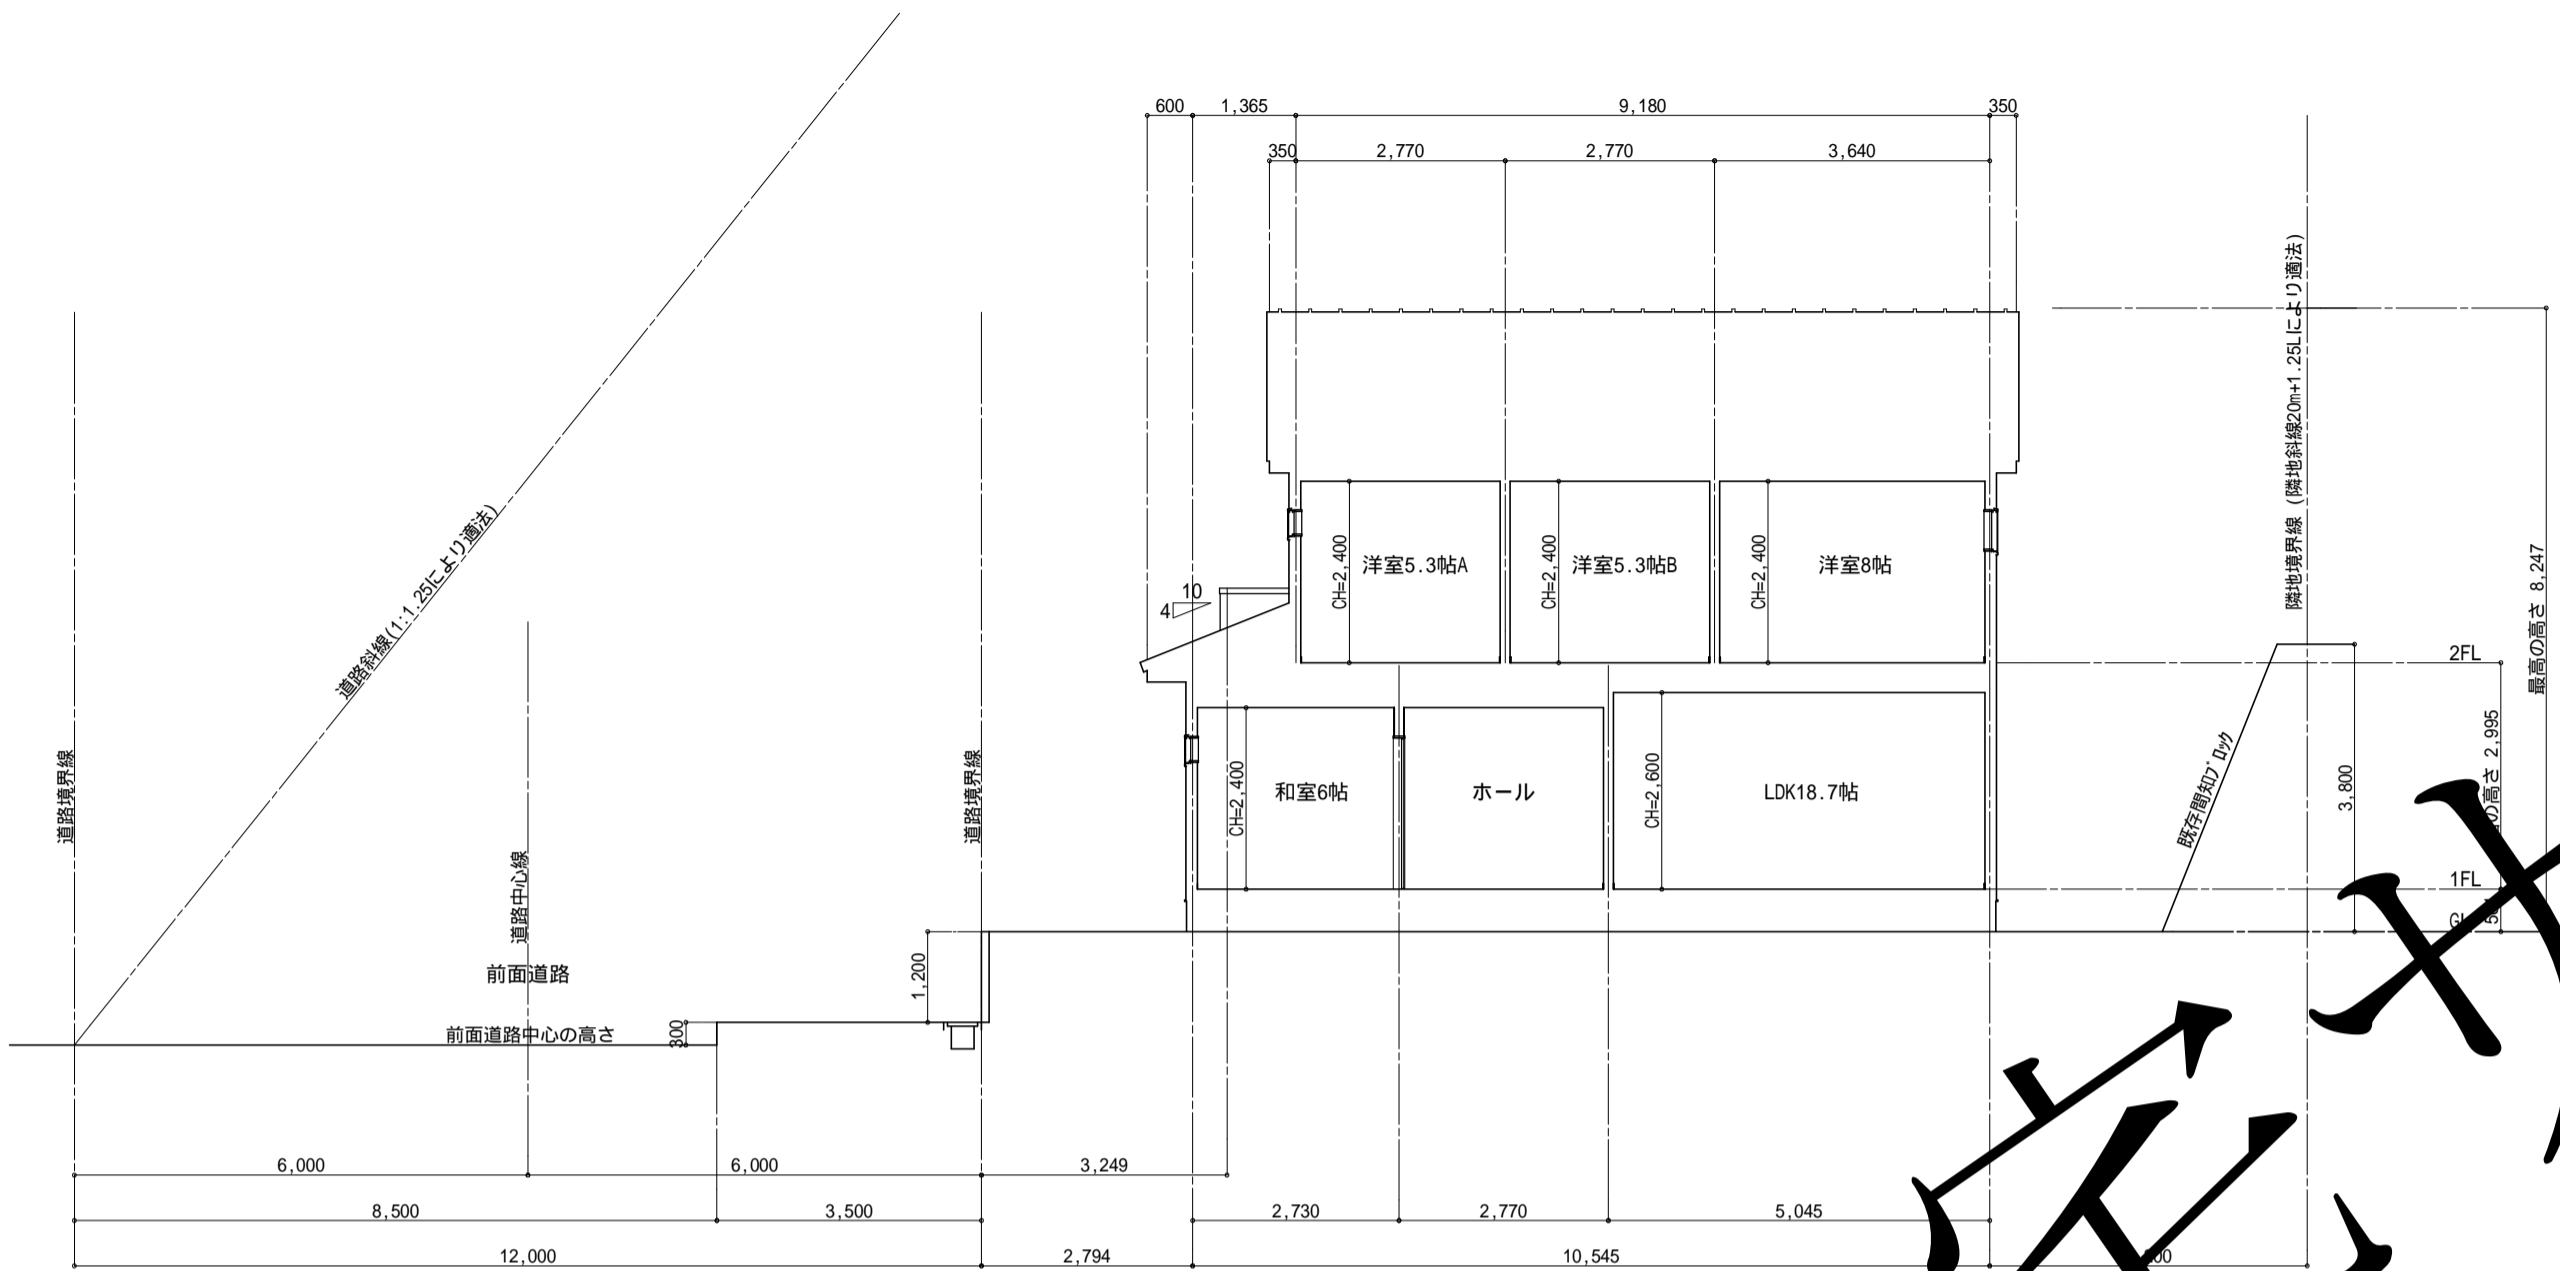 600 1,365 9,180 350
350 2,770 2,770 3,640
隣地境界線 (隣地斜線20m+1.25Lにより適法)
道路斜線(1:1.25により適法)
最高の高さ 8,247
CH=2,400 洋室5.3帖A
CH=2,400 洋室5.3帖B
CH=2,400 洋室8帖
10
4
2FL
道路境界線
道路境界線
道路中心線
CH=2,400 和室6帖
ホール
CH=2,600 LDK18.7帖
既存間知ブロック
3,800
の高さ 2,995
1FL
前面道路
1,200
前面道路中心の高さ
300
6,000 6,000 3,249
8,500 3,500 2,730 2,770 5,045
12,000 2,794 10,545